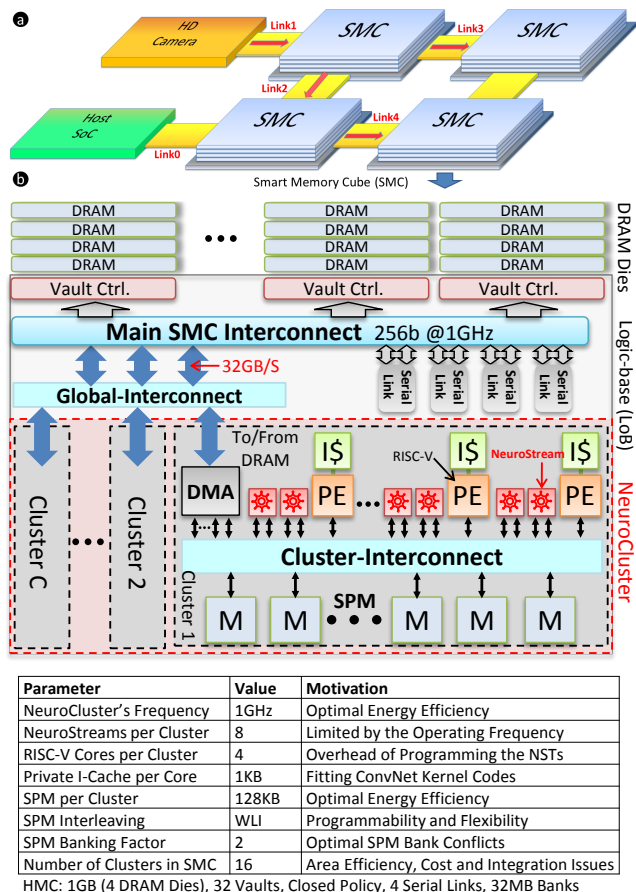 a
HD
Camera
Link1
SMC
Link3
SMC
Link2
Host
SoC
Link0
SMC
Link4
SMC
b
Smart Memory Cube (SMC)
DRAM
DRAM
DRAM
DRAM
DRAM
DRAM
DRAM
DRAM
DRAM
DRAM
DRAM
DRAM
DRAM Dies
Vault Ctrl.
Vault Ctrl.
Vault Ctrl.
Main SMC Interconnect 256b @1GHz
32GB/S
Serial Link
Serial Link
Serial Link
Serial Link
Logic-base (LoB)
Global-Interconnect
To/From
DRAM
I$
RISC-V
I$
NeuroStream
I$
DMA
PE
PE
PE
Cluster C
Cluster 2
Cluster-Interconnect
Cluster 1
SPM
M
M
M
M
M
NeuroCluster
Parameter Value Motivation
NeuroCluster's Frequency 1GHz Optimal Energy Efficiency
NeuroStreams per Cluster 8 Limited by the Operating Frequency
RISC-V Cores per Cluster 4 Overhead of Programming the NSTs
Private I-Cache per Core 1KB Fitting ConvNet Kernel Codes
SPM per Cluster 128KB Optimal Energy Efficiency
SPM Interleaving WLI Programmability and Flexibility
SPM Banking Factor 2 Optimal SPM Bank Conflicts
Number of Clusters in SMC 16 Area Efficiency, Cost and Integration Issues
HMC: 1GB (4 DRAM Dies), 32 Vaults, Closed Policy, 4 Serial Links, 32MB Banks